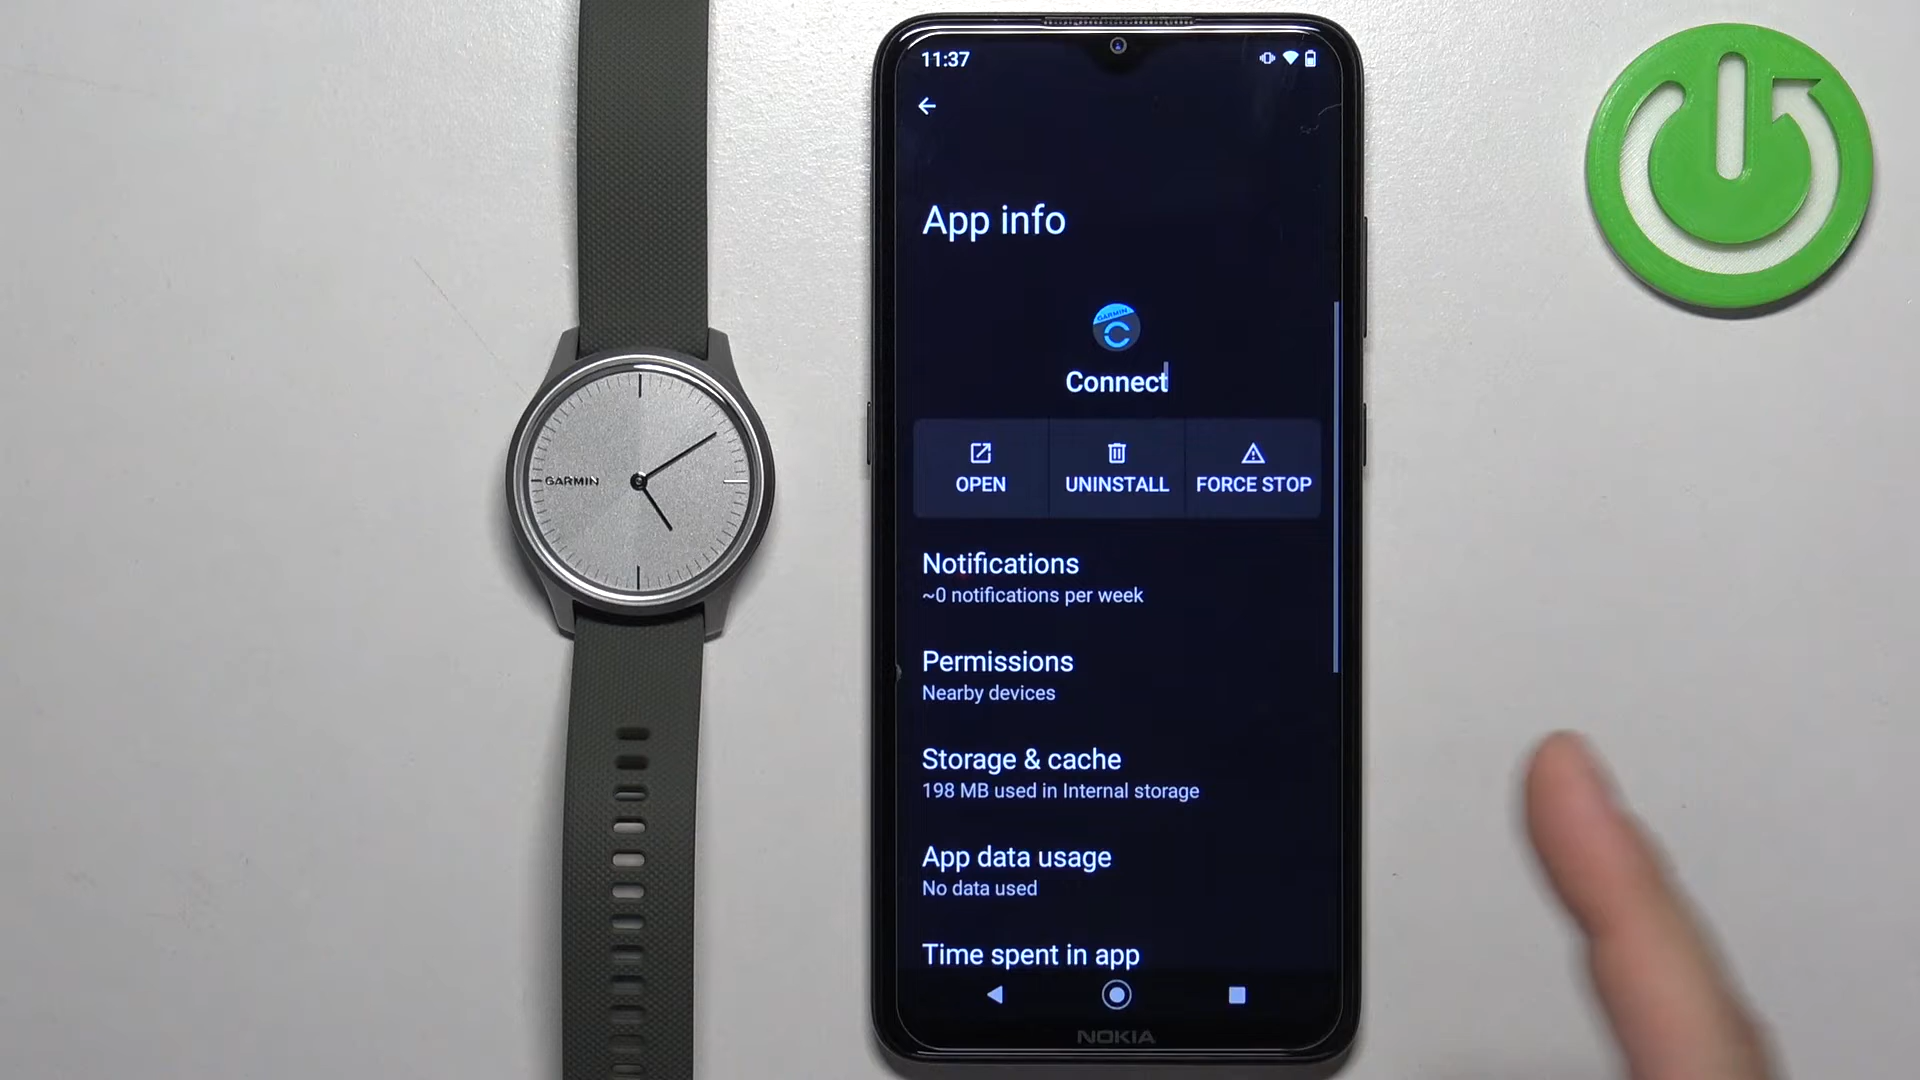 GARMIN
11:37
App info
GARMIN
Connect
OPEN
UNINSTALL
FORCE STOP
Notifications
~0 notifications per week
Permissions
Nearby devices
Storage & cache
198 MB used in Internal storage
App data usage
No data used
Time spent in app
NOKIA